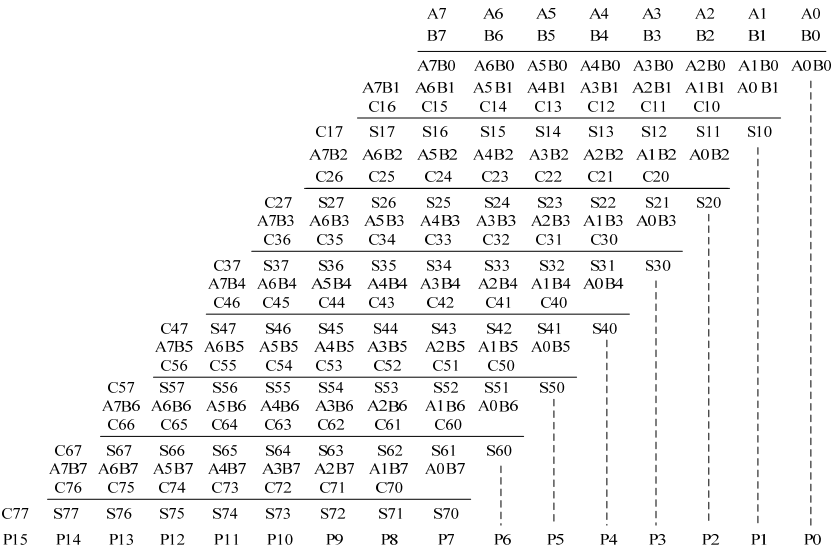 A7 A6 A5 A4 A3 A2 A1 A0
B7 B6 B5 B4 B3 B2 B1 B0
A7B0 A6B0 A5B0 A4B0 A3B0 A2B0 A1B0 A0B0
A7B1 A6B1 A5B1 A4B1 A3B1 A2B1 A1B1 A0B1
C16 C15 C14 C13 C12 C11 C10
C17 S17 S16 S15 S14 S13 S12 S11 S10
A7B2 A6B2 A5B2 A4B2 A3B2 A2B2 A1B2 A0B2
C26 C25 C24 C23 C22 C21 C20
C27 S27 S26 S25 S24 S23 S22 S21 S20
A7B3 A6B3 A5B3 A4B3 A3B3 A2B3 A1B3 A0B3
C36 C35 C34 C33 C32 C31 C30
C37 S37 S36 S35 S34 S33 S32 S31 S30
A7B4 A6B4 A5B4 A4B4 A3B4 A2B4 A1B4 A0B4
C46 C45 C44 C43 C42 C41 C40
C47 S47 S46 S45 S44 S43 S42 S41 S40
A7B5 A6B5 A5B5 A4B5 A3B5 A2B5 A1B5 A0B5
C56 C55 C54 C53 C52 C51 C50
C57 S57 S56 S55 S54 S53 S52 S51 S50
A7B6 A6B6 A5B6 A4B6 A3B6 A2B6 A1B6 A0B6
C66 C65 C64 C63 C62 C61 C60
C67 S67 S66 S65 S64 S63 S62 S61 S60
A7B7 A6B7 A5B7 A4B7 A3B7 A2B7 A1B7 A0B7
C76 C75 C74 C73 C72 C71 C70
C77 S77 S76 S75 S74 S73 S72 S71 S70
P15 P14 P13 P12 P11 P10 P9 P8 P7 P6 P5 P4 P3 P2 P1 P0